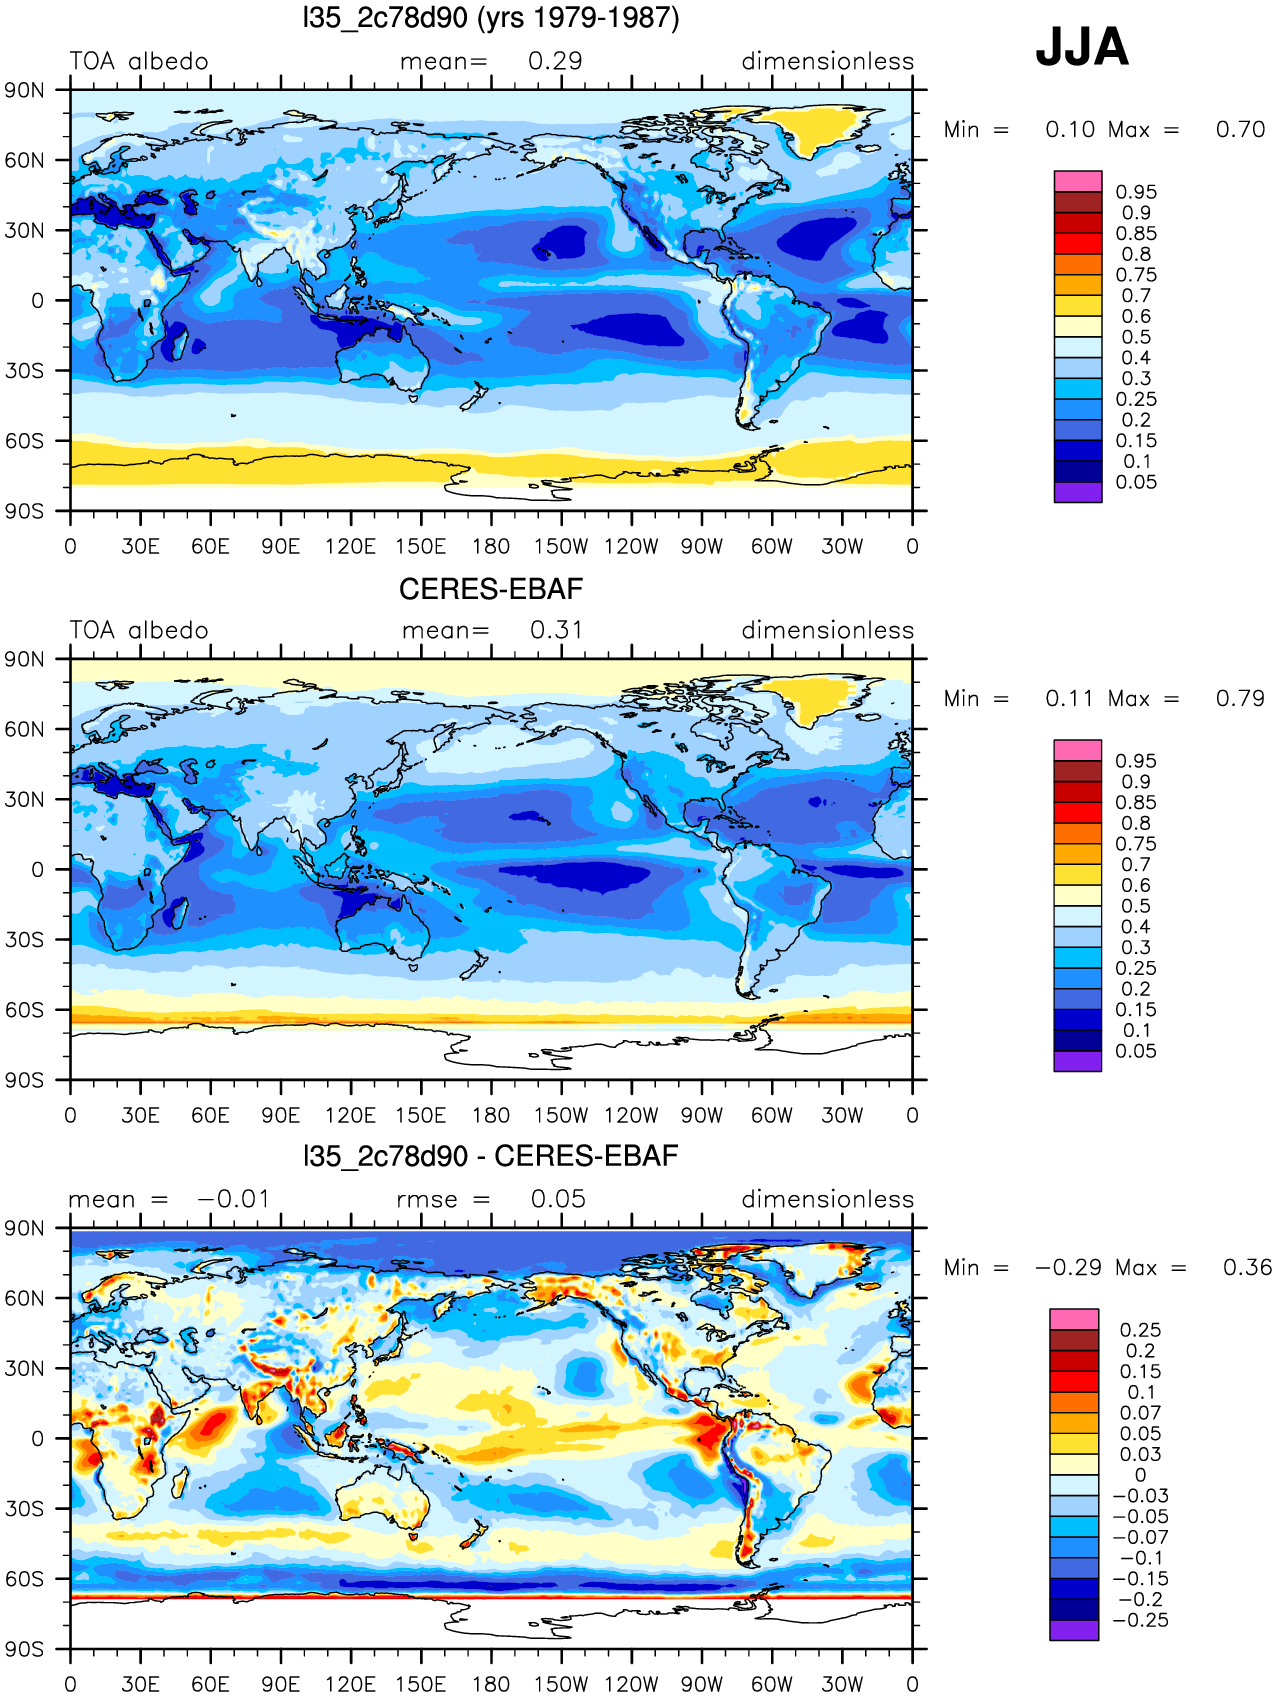 l35_2c78d90 (yrs 1979-1987)
JJA
TOA albedo mean= 0.29 dimensionless
Min = 0.10 Max = 0.70
90N
60N
30N
0
30S
60S
90S
0 30E 60E 90E 120E 150E 180 150W 120W 90W 60W 30W 0
0.95
0.9
0.85
0.8
0.75
0.7
0.6
0.5
0.4
0.3
0.25
0.2
0.15
0.1
0.05
CERES-EBAF
TOA albedo mean= 0.31 dimensionless
Min = 0.11 Max = 0.79
90N
60N
30N
0
30S
60S
90S
0 30E 60E 90E 120E 150E 180 150W 120W 90W 60W 30W 0
0.95
0.9
0.85
0.8
0.75
0.7
0.6
0.5
0.4
0.3
0.25
0.2
0.15
0.1
0.05
l35_2c78d90 - CERES-EBAF
mean = −0.01 rmse = 0.05 dimensionless
Min = −0.29 Max = 0.36
90N
60N
30N
0
30S
60S
90S
0 30E 60E 90E 120E 150E 180 150W 120W 90W 60W 30W 0
0.25
0.2
0.15
0.1
0.07
0.05
0.03
0
−0.03
−0.05
−0.07
−0.1
−0.15
−0.2
−0.25